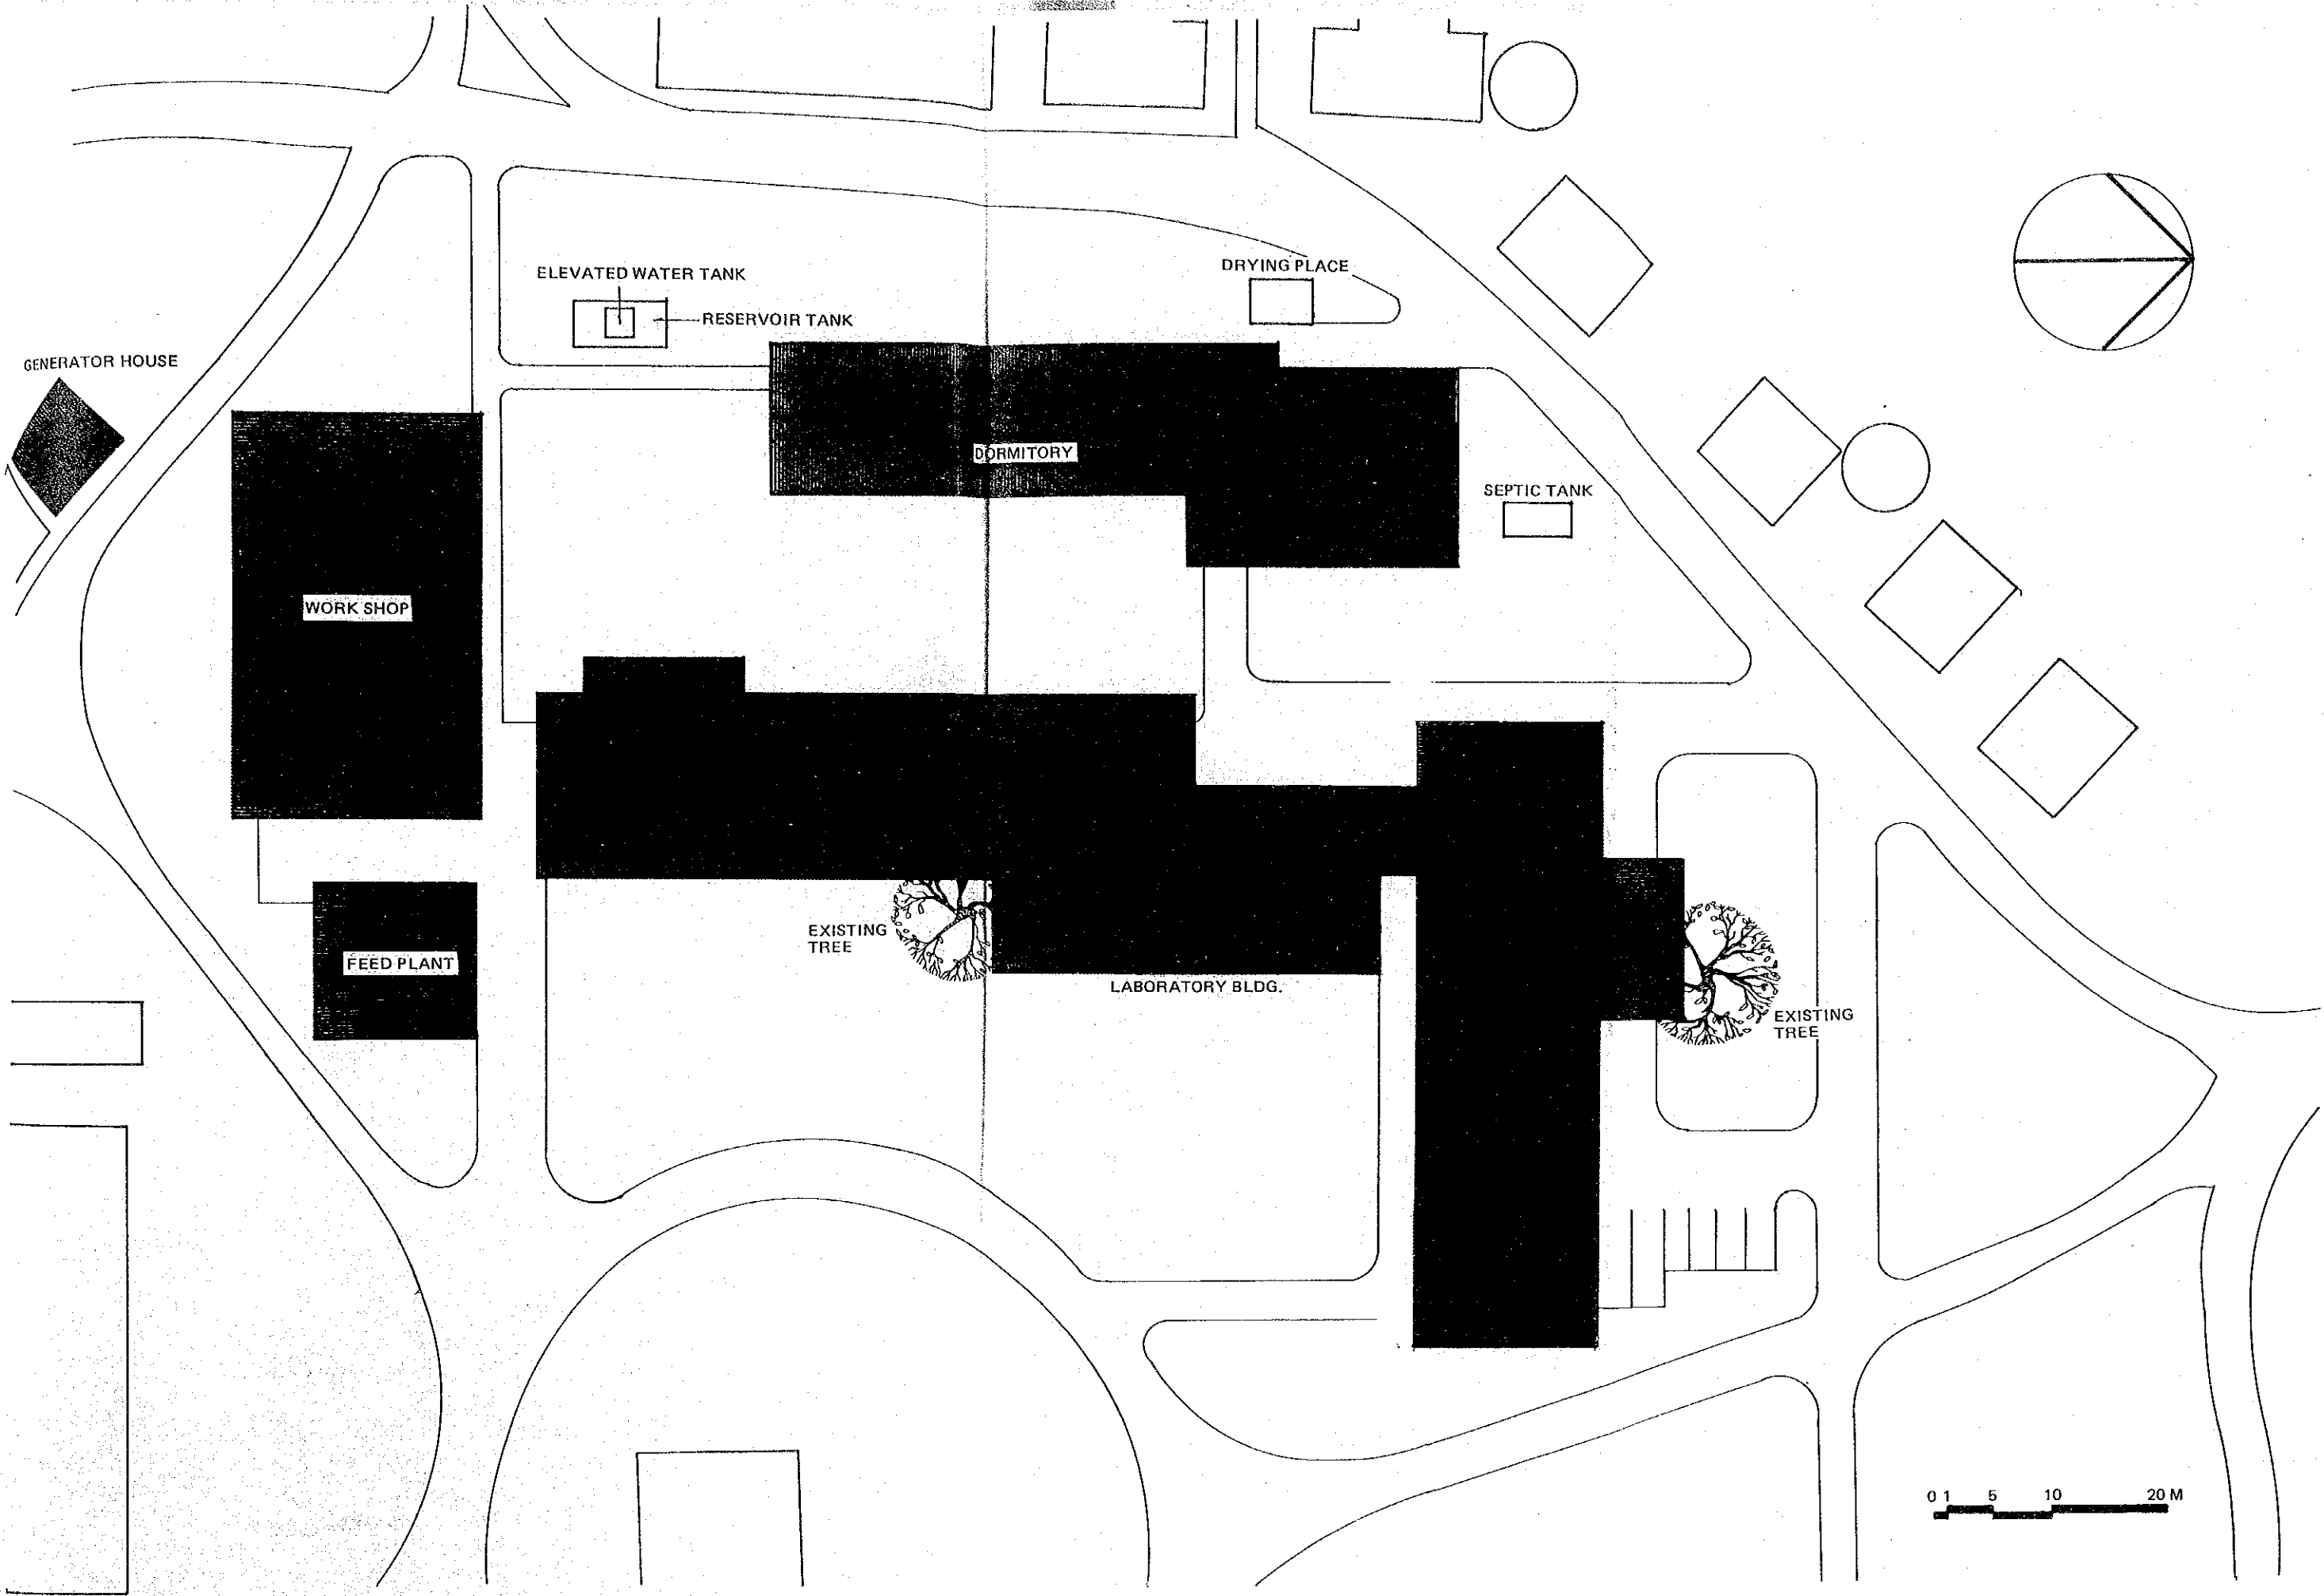 ELEVATED WATER TANK
RESERVOIR TANK
DRYING PLACE
GENERATOR HOUSE
DORMITORY
SEPTIC TANK
WORK SHOP
EXISTING
TREE
FEED PLANT
LABORATORY BLDG.
EXISTING
TREE
0 1 5 10 20 M